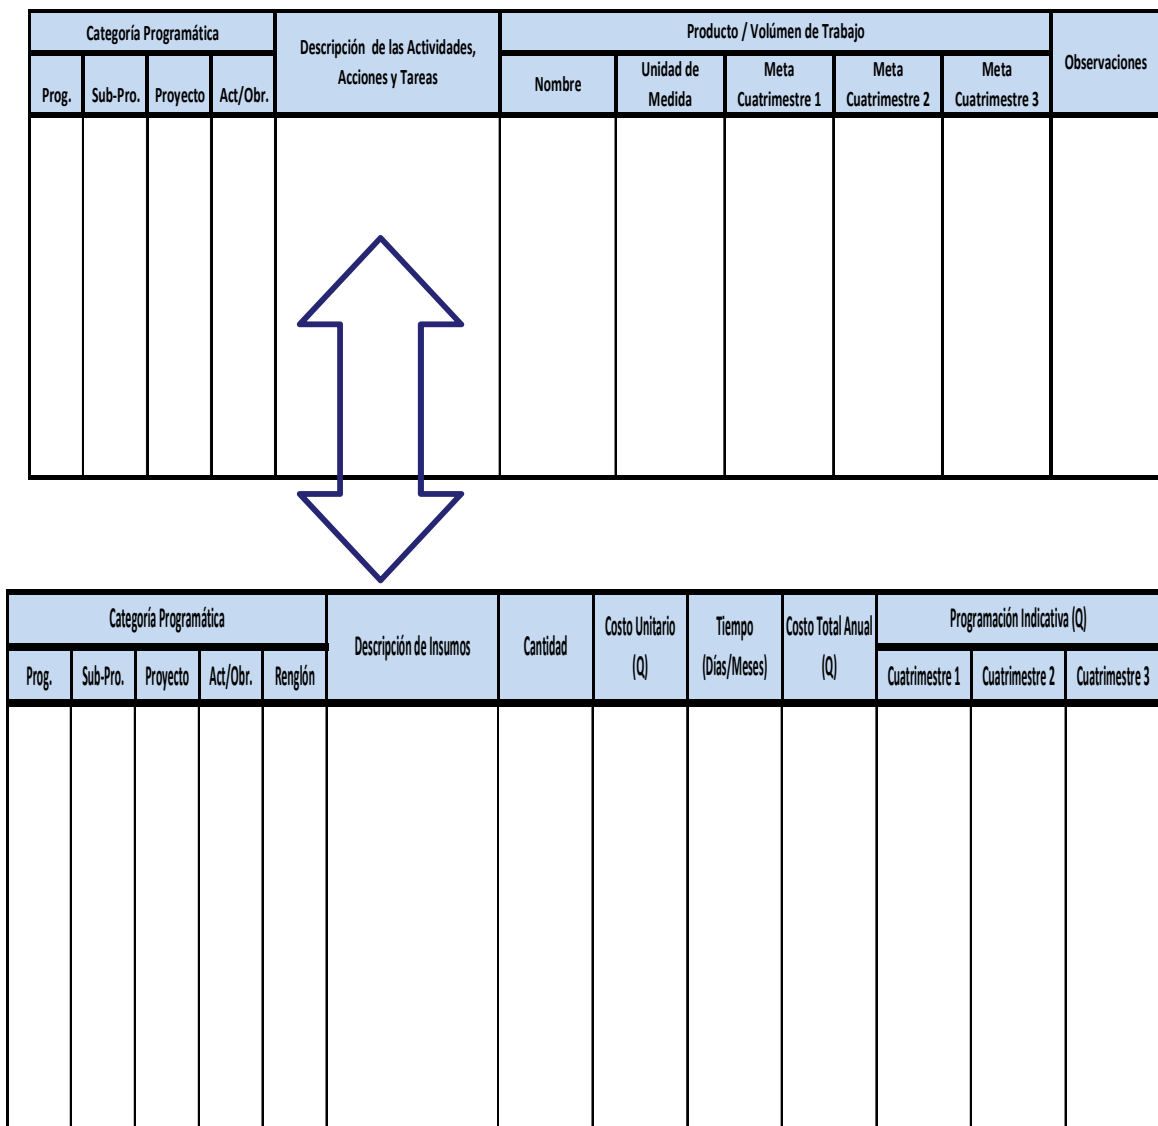 Categoría Programática
Descripción de las Actividades,
Acciones y Tareas
Producto / Volúmen de Trabajo
Observaciones
Prog.
Sub-Pro.
Proyecto
Act/Obr.
Nombre
Unidad de
Medida
Meta
Cuatrimestre 1
Meta
Cuatrimestre 2
Meta
Cuatrimestre 3
Categoría Programática
Descripción de Insumos
Cantidad
Costo Unitario
(Q)
Tiempo
(Días/Meses)
Costo Total Anual
(Q)
Programación Indicativa (Q)
Prog.
Sub-Pro.
Proyecto
Act/Obr.
Renglón
Cuatrimestre 1
Cuatrimestre 2
Cuatrimestre 3